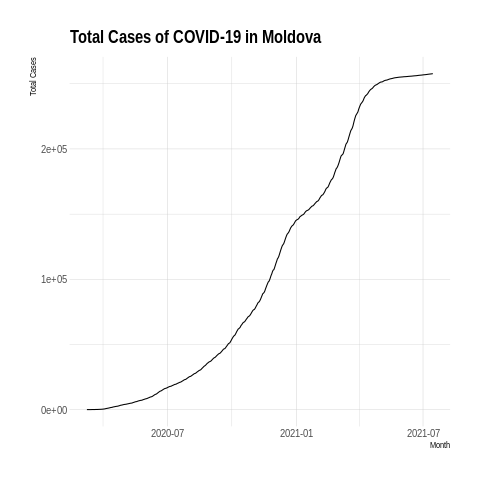 Total Cases of COVID-19 in Moldova
Total Cases
2e+05
1e+05
0e+00
2020-07
2021-01
2021-07
Month